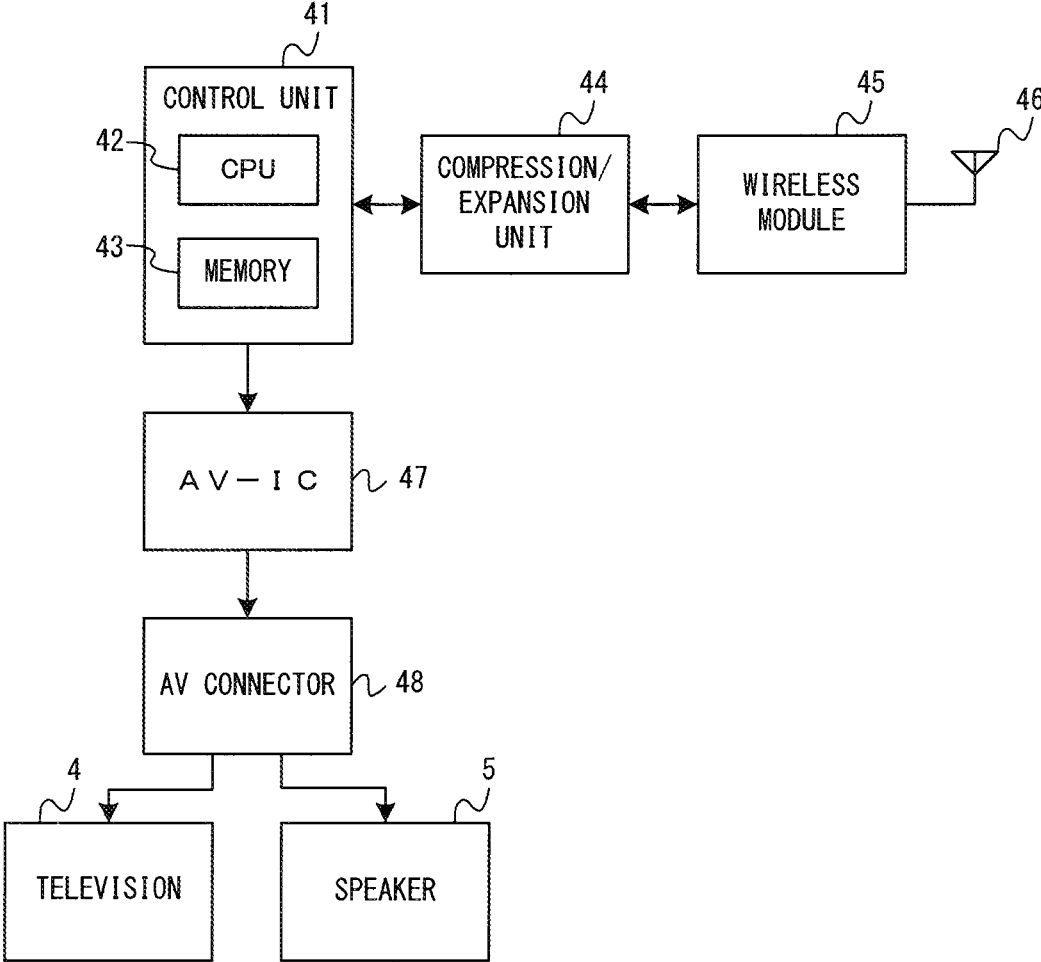 41
CONTROL UNIT
42
CPU
43
MEMORY
44
COMPRESSION/
EXPANSION
UNIT
45
WIRELESS
MODULE
46
AV-IC
47
AV CONNECTOR
48
4
TELEVISION
5
SPEAKER